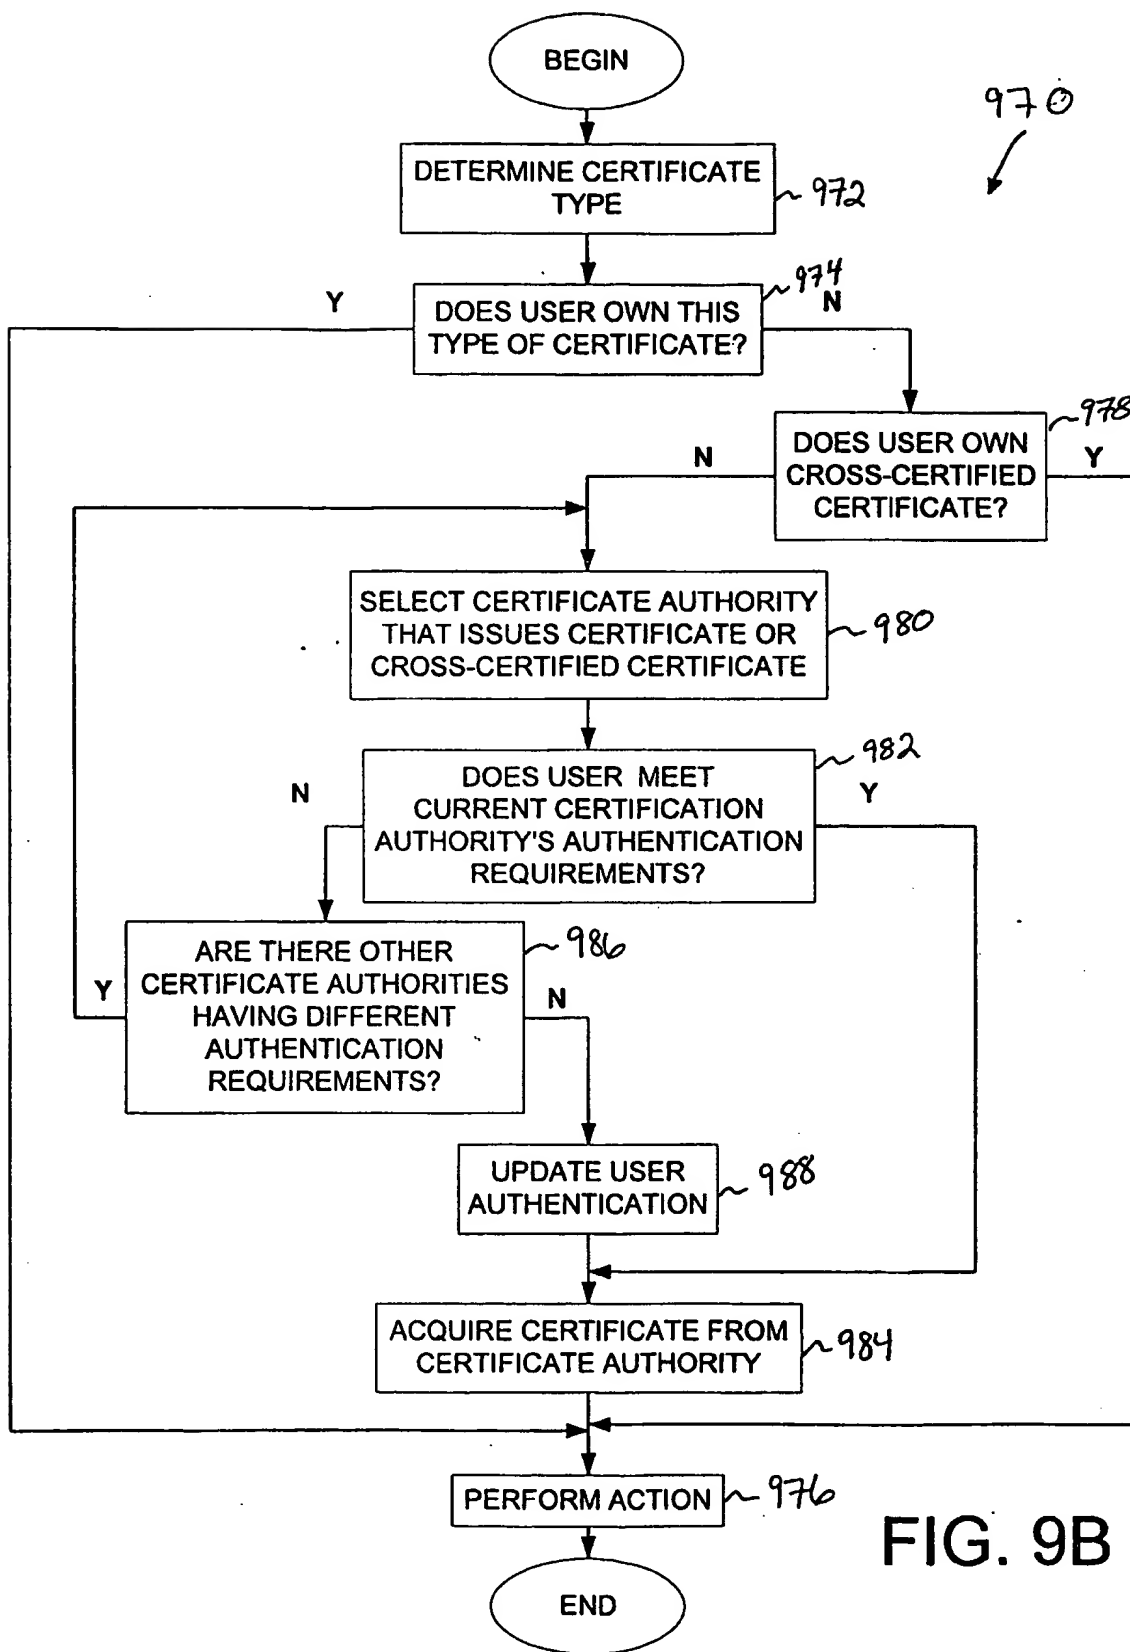 BEGIN
970
DETERMINE CERTIFICATE
TYPE
972
974
Y
N
DOES USER OWN THIS
TYPE OF CERTIFICATE?
978
DOES USER OWN
CROSS-CERTIFIED
CERTIFICATE?
N
Y
SELECT CERTIFICATE AUTHORITY
THAT ISSUES CERTIFICATE OR
CROSS-CERTIFIED CERTIFICATE
980
982
DOES USER MEET
CURRENT CERTIFICATION
AUTHORITY'S AUTHENTICATION
REQUIREMENTS?
N
Y
986
ARE THERE OTHER
CERTIFICATE AUTHORITIES
HAVING DIFFERENT
AUTHENTICATION
REQUIREMENTS?
Y
N
UPDATE USER
AUTHENTICATION
988
ACQUIRE CERTIFICATE FROM
CERTIFICATE AUTHORITY
984
PERFORM ACTION
976
FIG. 9B
END